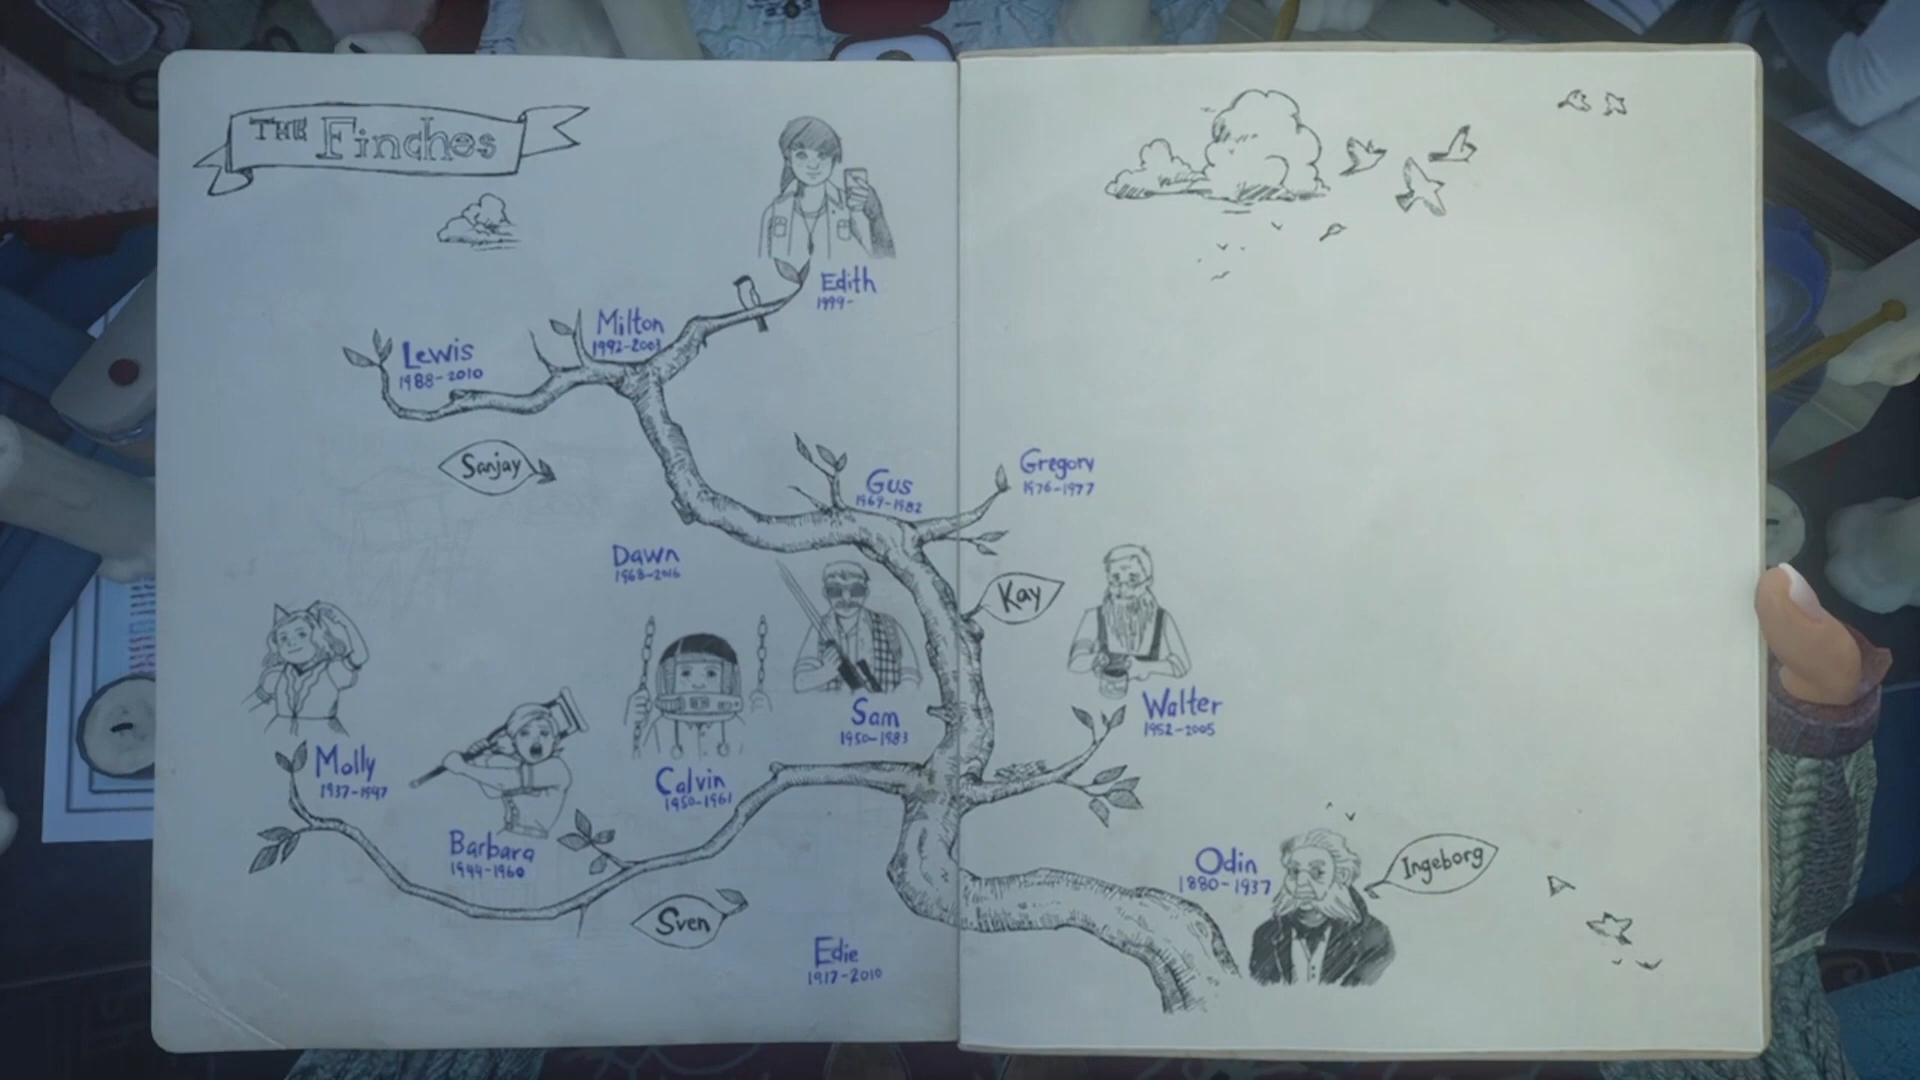 THE Finches
Edith
1999-
Milton
1992-2003
Lewis
1988-2010
Sanjay
Gus
1969-1982
Gregory
1976-1977
Dawn
1968-2016
Kay
Sam
1950-1983
Walter
1952-2005
Molly
1937-1947
Calvin
1950-1961
Barbara
1944-1960
Sven
Odin
1880-1937
Ingeborg
Edie
1917-2010